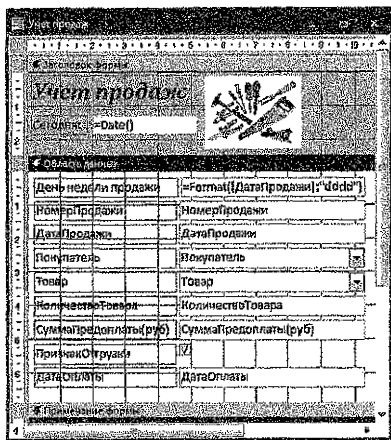 Учет продаж
Заголовок формы
Учет продаж
Сегодня: =Date()
Область данных
День недели продажи =Format([ДатаПродажи];"dddd")
НомерПродажи НомерПродажи
ДатаПродажи ДатаПродажи
Покупатель Покупатель
Товар Товар
КоличествоТовара КоличествоТовара
СуммаПредоплаты(руб) СуммаПредоплаты(руб)
ПризнакОтгрузки
ДатаОплаты ДатаОплаты
Примечание формы